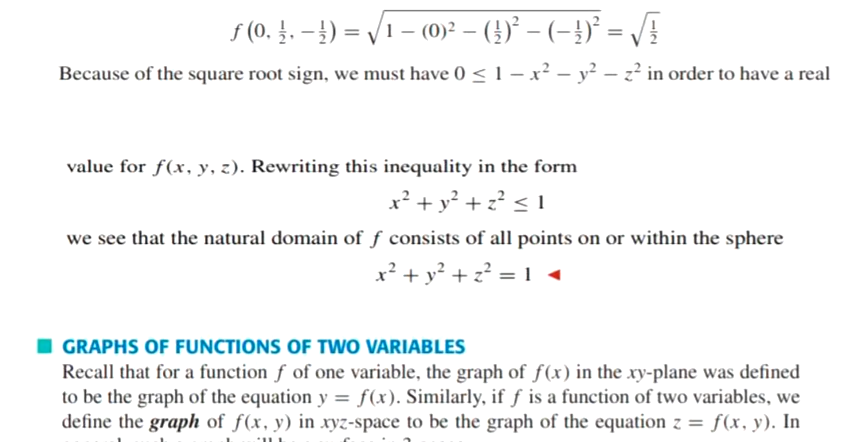 f(0, 1/2, −1/2) = √(1 − (0)² − (1/2)² − (−1/2)²) = √(1/2)
Because of the square root sign, we must have 0 ≤ 1 − x² − y² − z² in order to have a real
value for f(x, y, z). Rewriting this inequality in the form
x² + y² + z² ≤ 1
we see that the natural domain of f consists of all points on or within the sphere
x² + y² + z² = 1 ◄
■ GRAPHS OF FUNCTIONS OF TWO VARIABLES
Recall that for a function f of one variable, the graph of f(x) in the xy-plane was defined
to be the graph of the equation y = f(x). Similarly, if f is a function of two variables, we
define the graph of f(x, y) in xyz-space to be the graph of the equation z = f(x, y). In